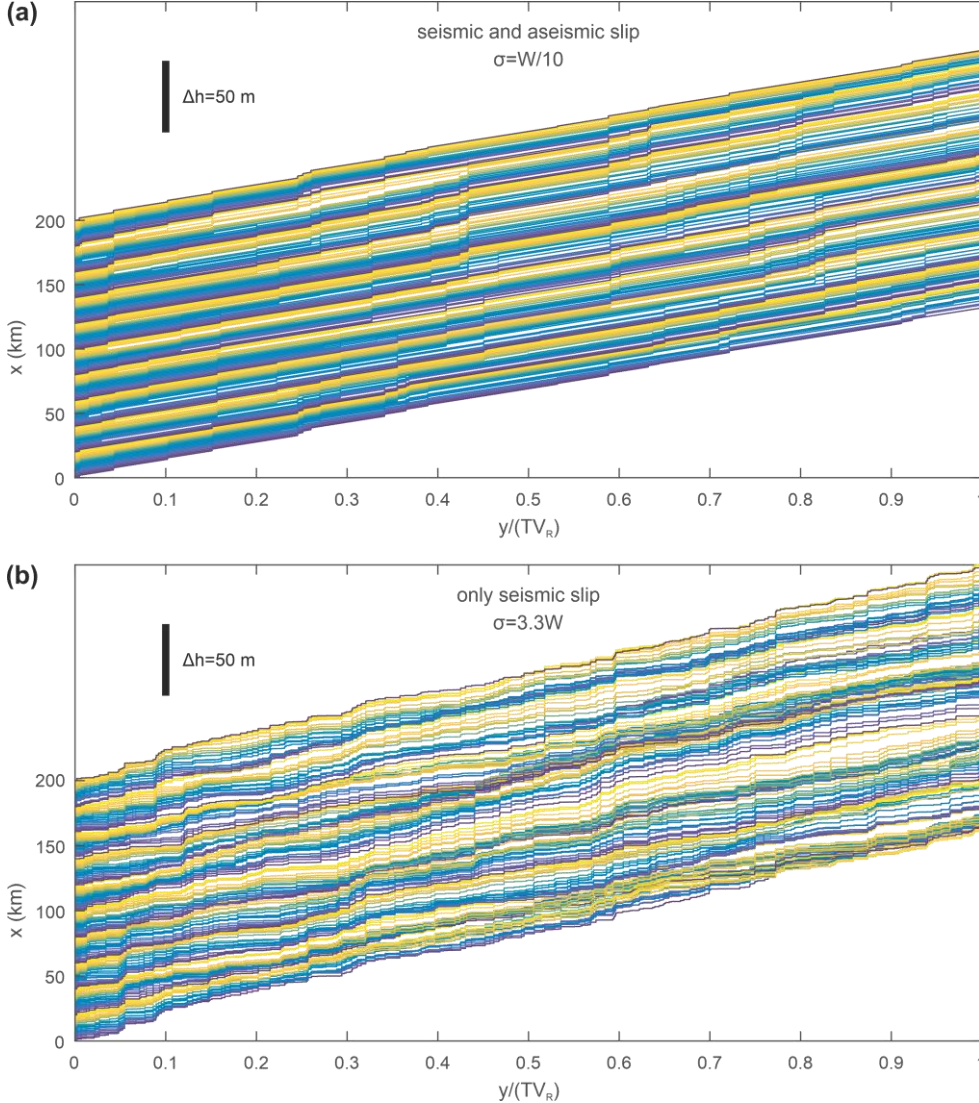 (a)
seismic and aseismic slip
σ=W/10
Δh=50 m
200
150
100
50
0
x (km)
0 0.1 0.2 0.3 0.4 0.5 0.6 0.7 0.8 0.9 1
y/(TV_R)
(b)
only seismic slip
σ=3.3W
Δh=50 m
200
150
100
50
0
x (km)
0 0.1 0.2 0.3 0.4 0.5 0.6 0.7 0.8 0.9
y/(TV_R)